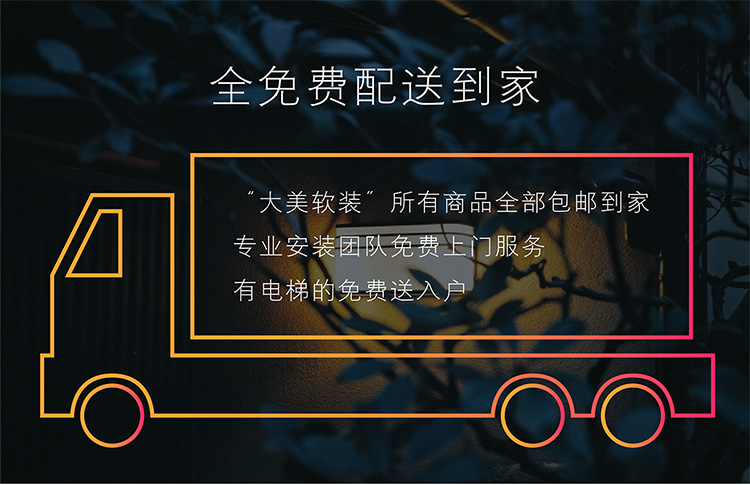 全免费配送到家
“大美软装”所有商品全部包邮到家
专业安装团队免费上门服务
有电梯的免费送入户